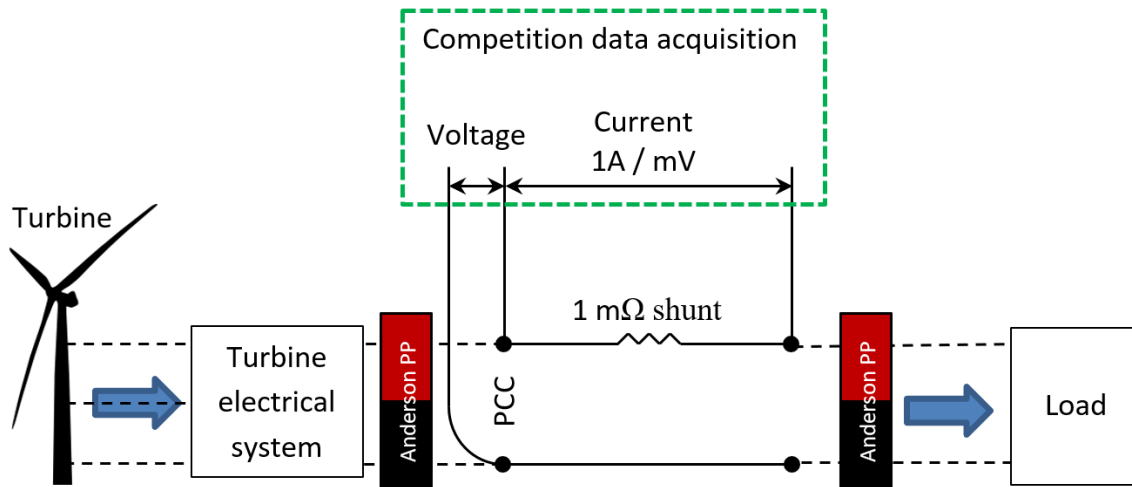 Competition data acquisition
Voltage
Current
1A / mV
Turbine
1 mΩ shunt
Turbine
electrical
system
Anderson PP
PCC
Anderson PP
Load